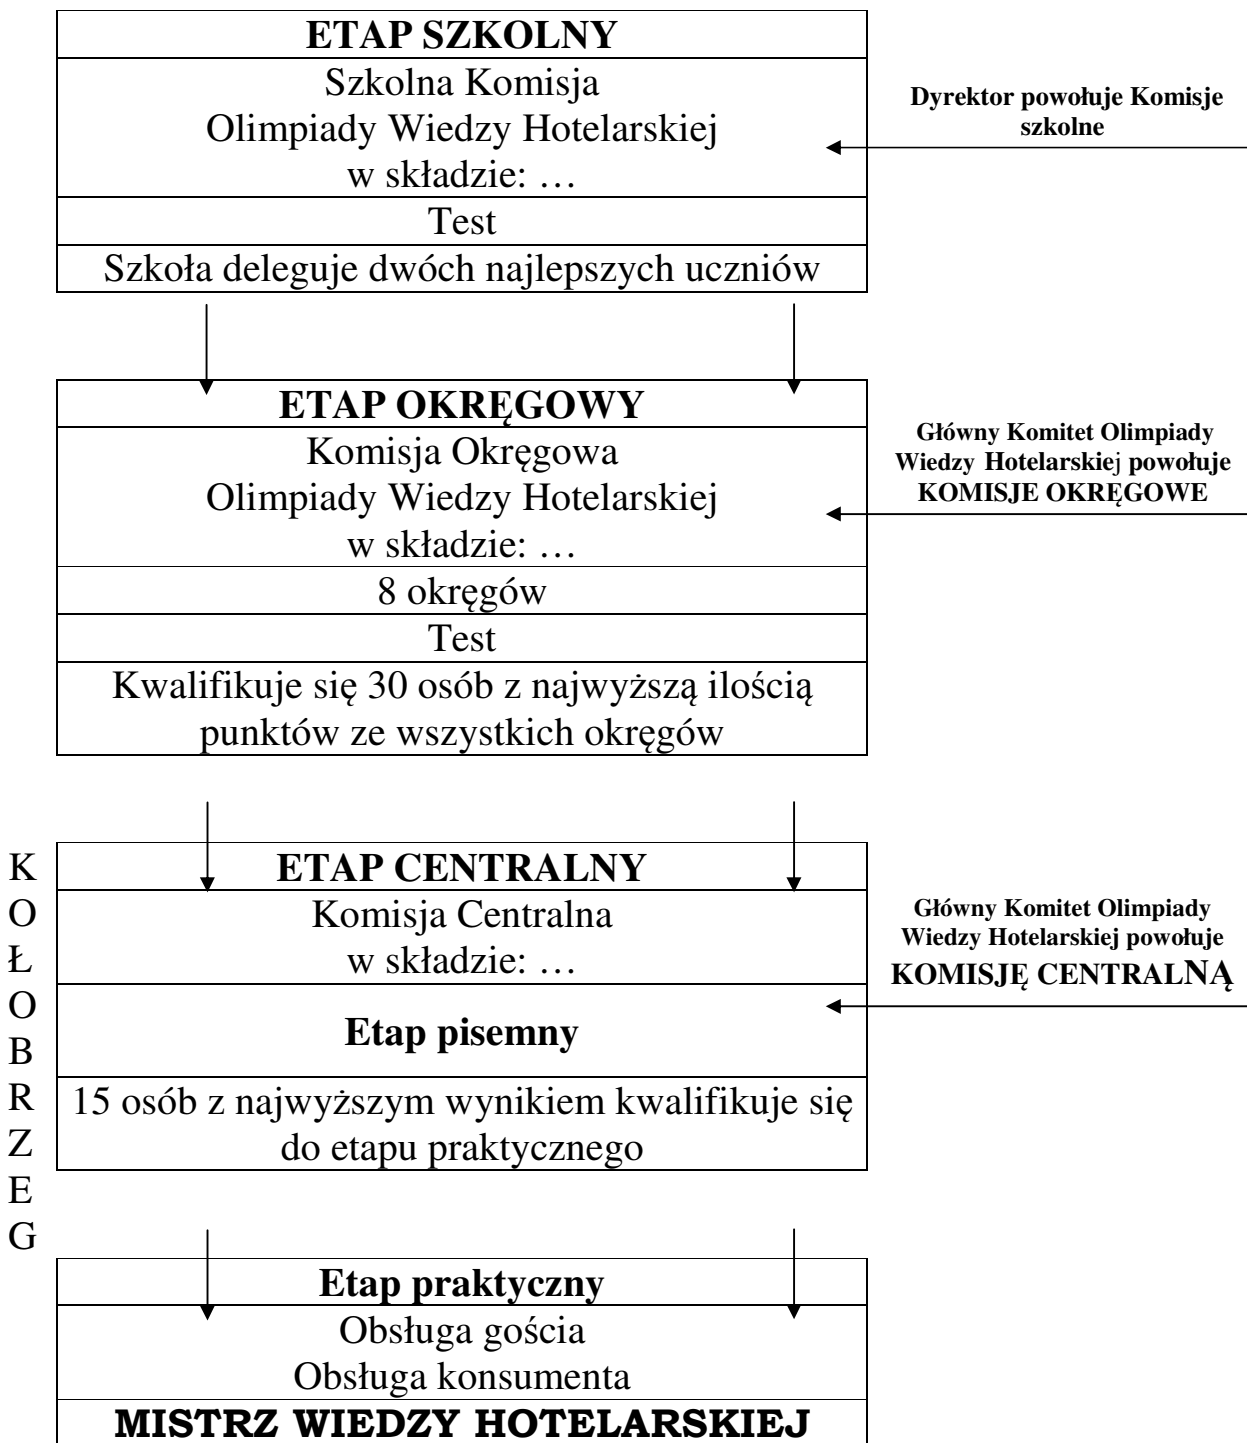 ETAP SZKOLNY
Szkolna Komisja
Olimpiady Wiedzy Hotelarskiej
w składzie: …
Test
Szkoła deleguje dwóch najlepszych uczniów
Dyrektor powołuje Komisje
szkolne
ETAP OKRĘGOWY
Komisja Okręgowa
Olimpiady Wiedzy Hotelarskiej
w składzie: …
8 okręgów
Test
Kwalifikuje się 30 osób z najwyższą ilością
punktów ze wszystkich okręgów
Główny Komitet Olimpiady
Wiedzy Hotelarskiej powołuje
KOMISJE OKRĘGOWE
K
O
Ł
O
B
R
Z
E
G
ETAP CENTRALNY
Komisja Centralna
w składzie: …
Etap pisemny
15 osób z najwyższym wynikiem kwalifikuje się
do etapu praktycznego
Główny Komitet Olimpiady
Wiedzy Hotelarskiej powołuje
KOMISJĘ CENTRALNĄ
Etap praktyczny
Obsługa gościa
Obsługa konsumenta
MISTRZ WIEDZY HOTELARSKIEJ